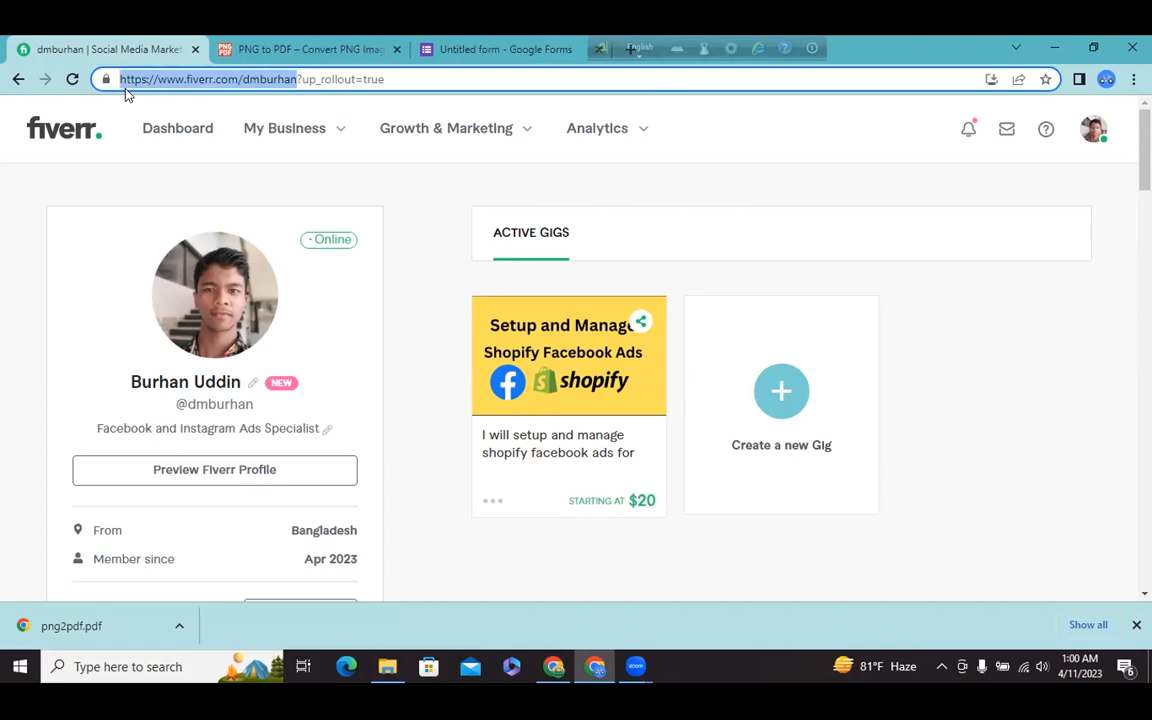 dmburhan | Social Media Market
PNG to PDF – Convert PNG Imag
Untitled form - Google Forms
English
https://www.fiverr.com/dmburhan?up_rollout=true
fiverr.
Dashboard
My Business
Growth & Marketing
Analytics
Online
Burhan Uddin
NEW
@dmburhan
Facebook and Instagram Ads Specialist
Preview Fiverr Profile
From
Bangladesh
Member since
Apr 2023
ACTIVE GIGS
Setup and Manage
Shopify Facebook Ads
shopify
I will setup and manage
shopify facebook ads for
STARTING AT $20
Create a new Gig
png2pdf.pdf
Show all
Type here to search
81°F Haze
1:00 AM
4/11/2023
6